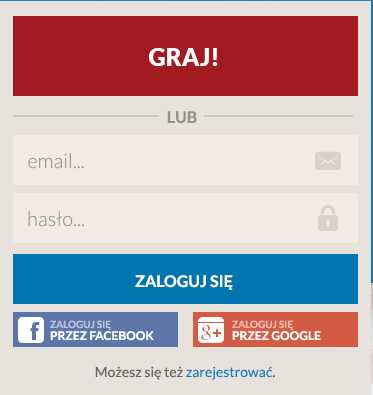 GRAJ!
LUB
email...
hasło...
ZALOGUJ SIĘ
ZALOGUJ SIĘ
PRZEZ FACEBOOK
ZALOGUJ SIĘ
PRZEZ GOOGLE
Możesz się też zarejestrować.